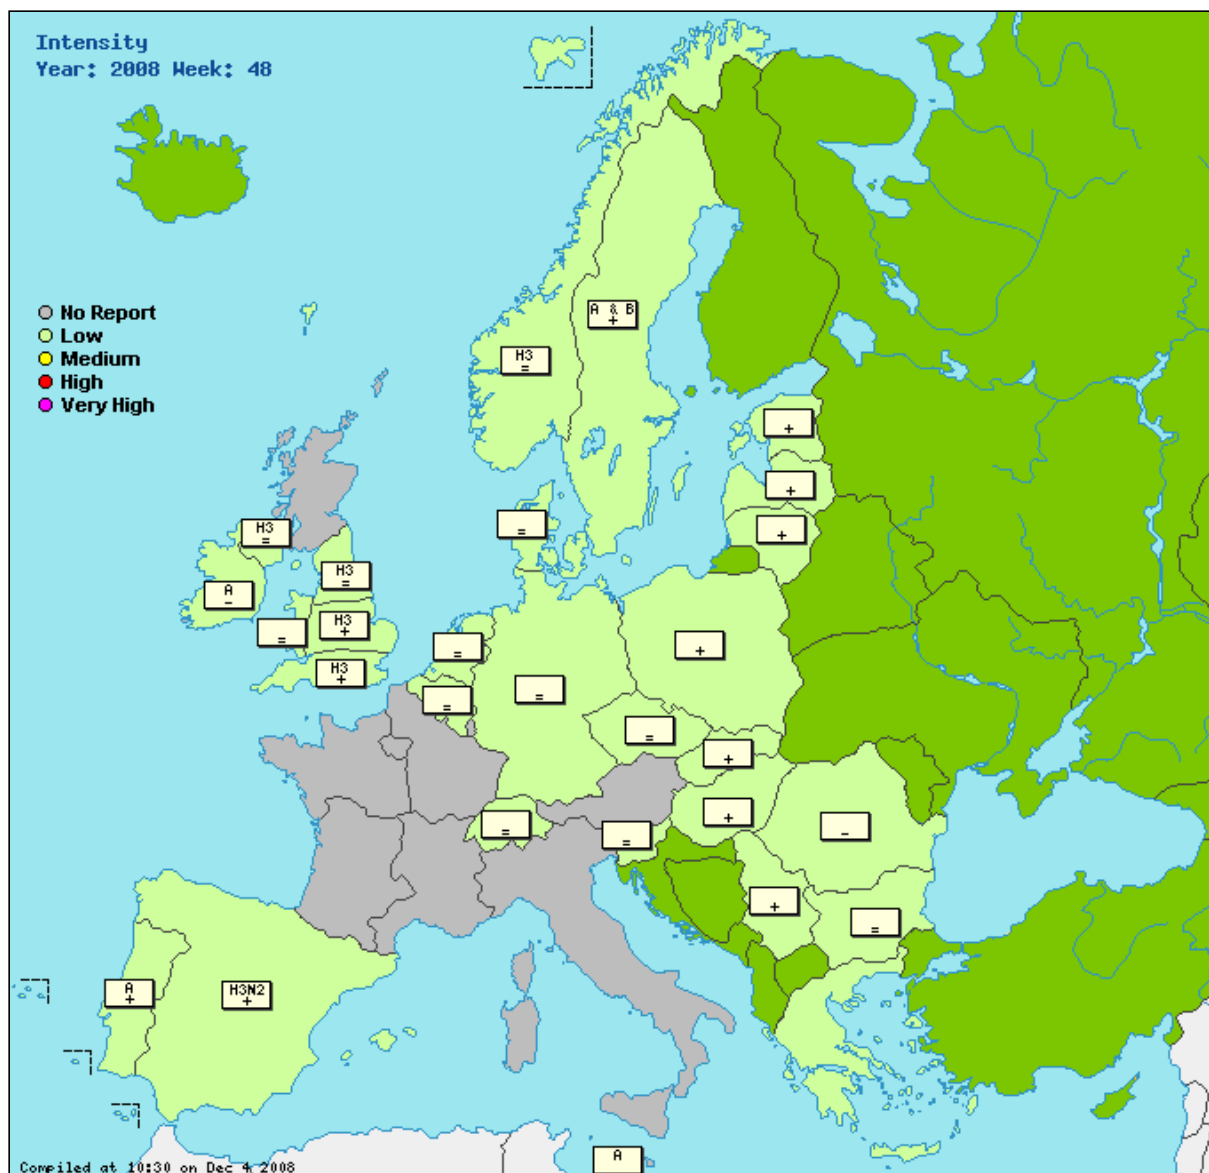 Intensity
Year: 2008 Week: 48
No Report
Low
Medium
High
Very High
A & B
+
H3
=
+
+
=
+
H3
=
H3
=
A
-
H3
+
=
=
+
H3
+
=
=
=
+
+
=
=
-
+
=
A
+
H3N2
+
A
Compiled at 10:30 on Dec 4 2008